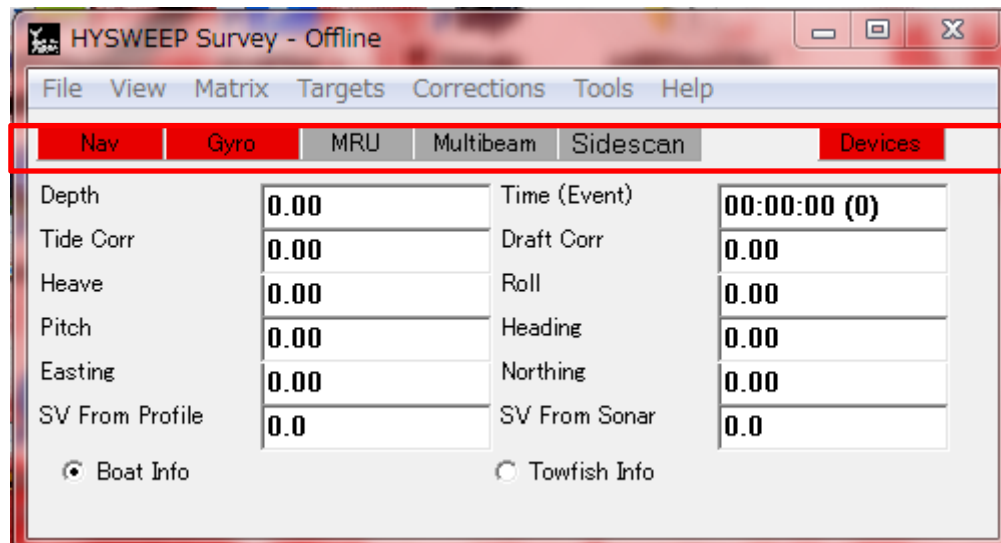 HYSWEEP Survey - Offline
File View Matrix Targets Corrections Tools Help
Nav Gyro MRU Multibeam Sidescan Devices
Depth 0.00 Time (Event) 00:00:00 (0)
Tide Corr 0.00 Draft Corr 0.00
Heave 0.00 Roll 0.00
Pitch 0.00 Heading 0.00
Easting 0.00 Northing 0.00
SV From Profile 0.0 SV From Sonar 0.0
Boat Info Towfish Info